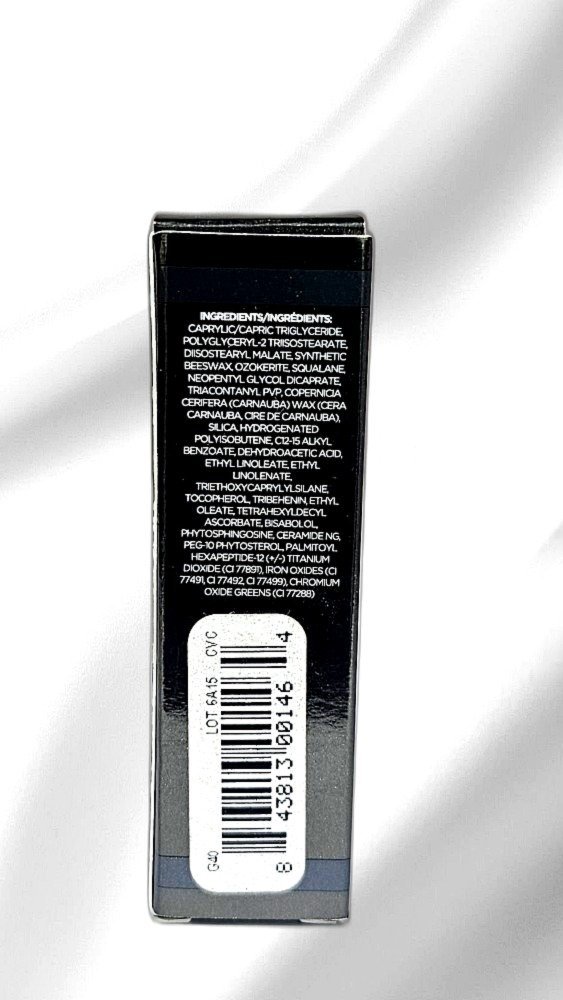 INGREDIENTS/INGRÉDIENTS:
CAPRYLIC/CAPRIC TRIGLYCERIDE,
POLYGLYCERYL-2 TRIISOSTEARATE,
DIISOSTEARYL MALATE, SYNTHETIC
BEESWAX, OZOKERITE, SQUALANE,
NEOPENTYL GLYCOL DICAPRATE,
TRIACONTANYL PVP, COPERNICIA
CERIFERA (CARNAUBA) WAX (CERA
CARNAUBA, CIRE DE CARNAUBA),
SILICA, HYDROGENATED
POLYISOBUTENE, C12-15 ALKYL
BENZOATE, DEHYDROACETIC ACID,
ETHYL LINOLEATE, ETHYL
LINOLENATE,
TRIETHOXYCAPRYLYLSILANE,
TOCOPHEROL, TRIBEHENIN, ETHYL
OLEATE, TETRAHEXYLDECYL
ASCORBATE, BISABOLOL,
PHYTOSPHINGOSINE, CERAMIDE NG,
PEG-10 PHYTOSTEROL, PALMITOYL
HEXAPEPTIDE-12 (+/-) TITANIUM
DIOXIDE (CI 77891), IRON OXIDES (CI
77491, CI 77492, CI 77499), CHROMIUM
OXIDE GREENS (CI 77288)
G40 LOT 6A15 CVC
8 43813 00146 4